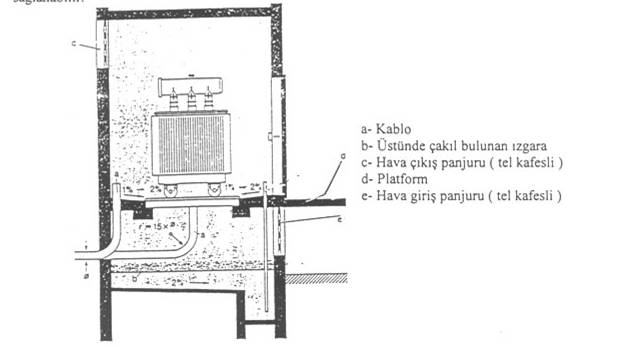 sağlanabilir.
c
a
1%
2%
1%
2%
d
r = 15 x ø
a
e
ø
b
2%
a- Kablo
b- Üstünde çakıl bulunan ızgara
c- Hava çıkış panjuru ( tel kafesli )
d- Platform
e- Hava giriş panjuru ( tel kafesli )